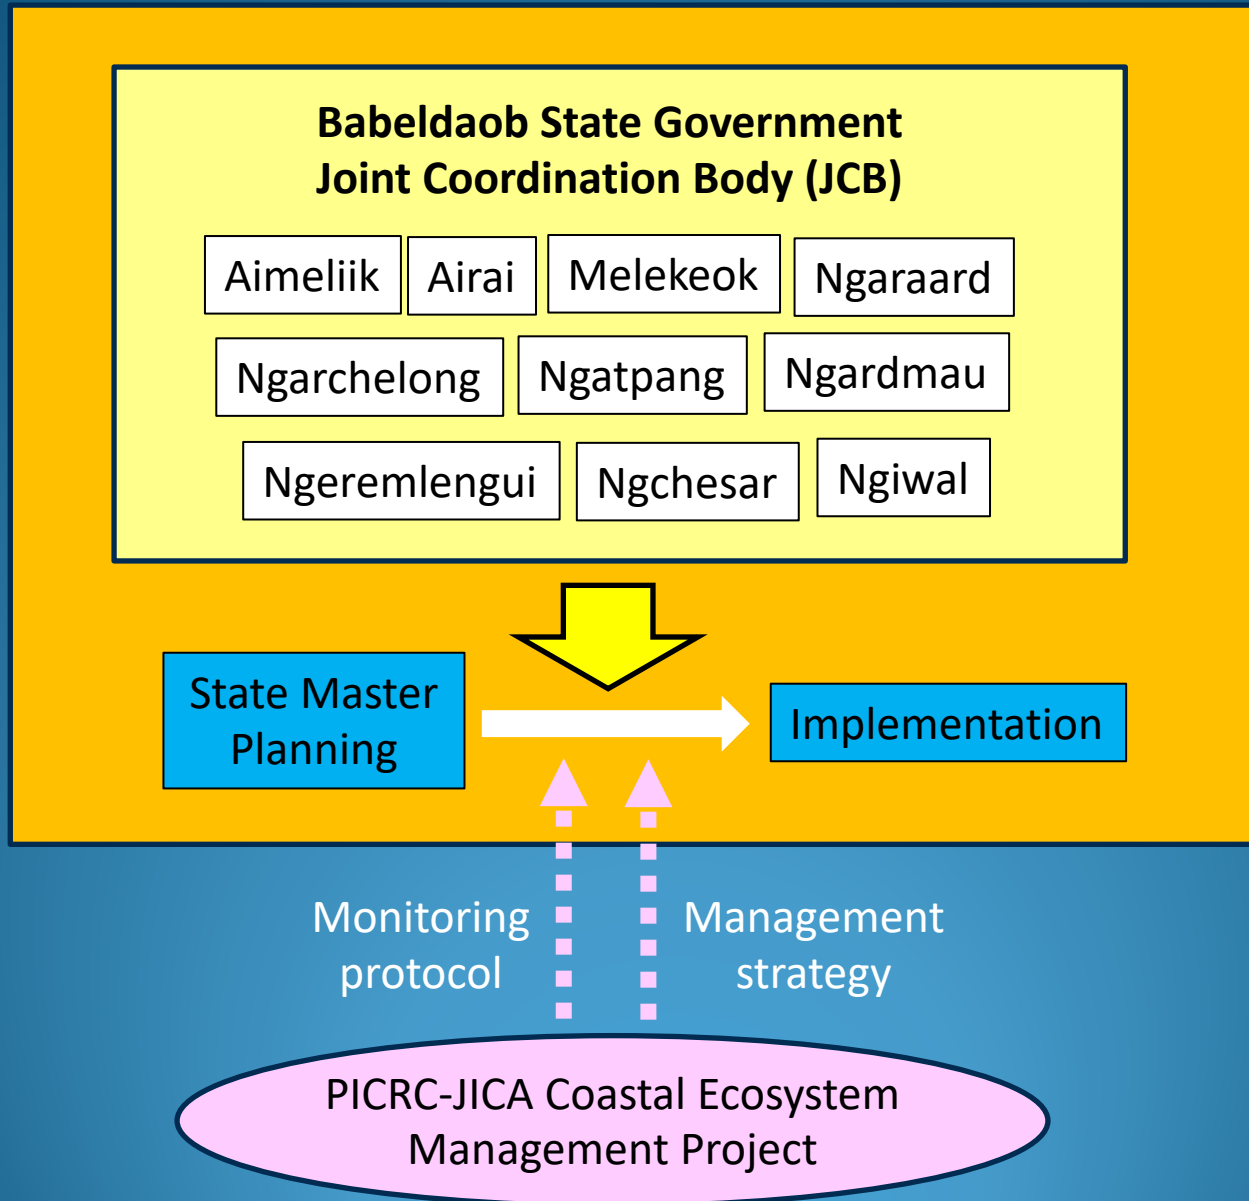 Babeldaob State Government
Joint Coordination Body (JCB)
Aimeliik
Airai
Melekeok
Ngaraard
Ngarchelong
Ngatpang
Ngardmau
Ngeremlengui
Ngchesar
Ngiwal
State Master
Planning
Implementation
Monitoring
protocol
Management
strategy
PICRC-JICA Coastal Ecosystem
Management Project